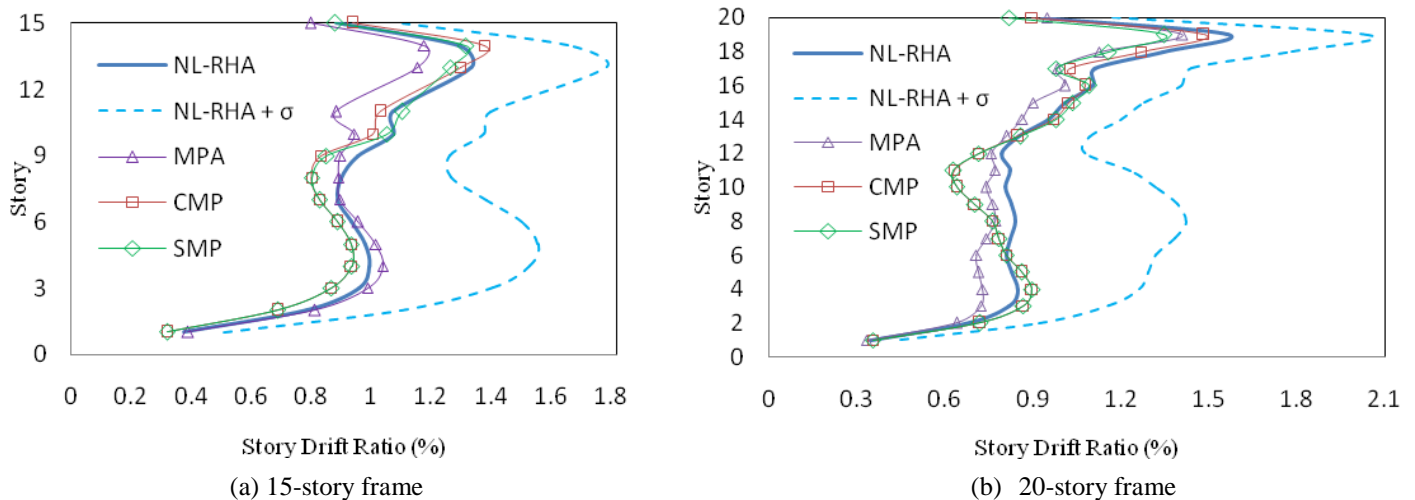 15
12
9
6
3
0
Story
NL-RHA
NL-RHA + σ
MPA
CMP
SMP
0 0.2 0.4 0.6 0.8 1 1.2 1.4 1.6 1.8
Story Drift Ratio (%)
(a) 15-story frame
20
18
16
14
12
10
8
6
4
2
0
Story
NL-RHA
NL-RHA + σ
MPA
CMP
SMP
0 0.3 0.6 0.9 1.2 1.5 1.8 2.1
Story Drift Ratio (%)
(b) 20-story frame